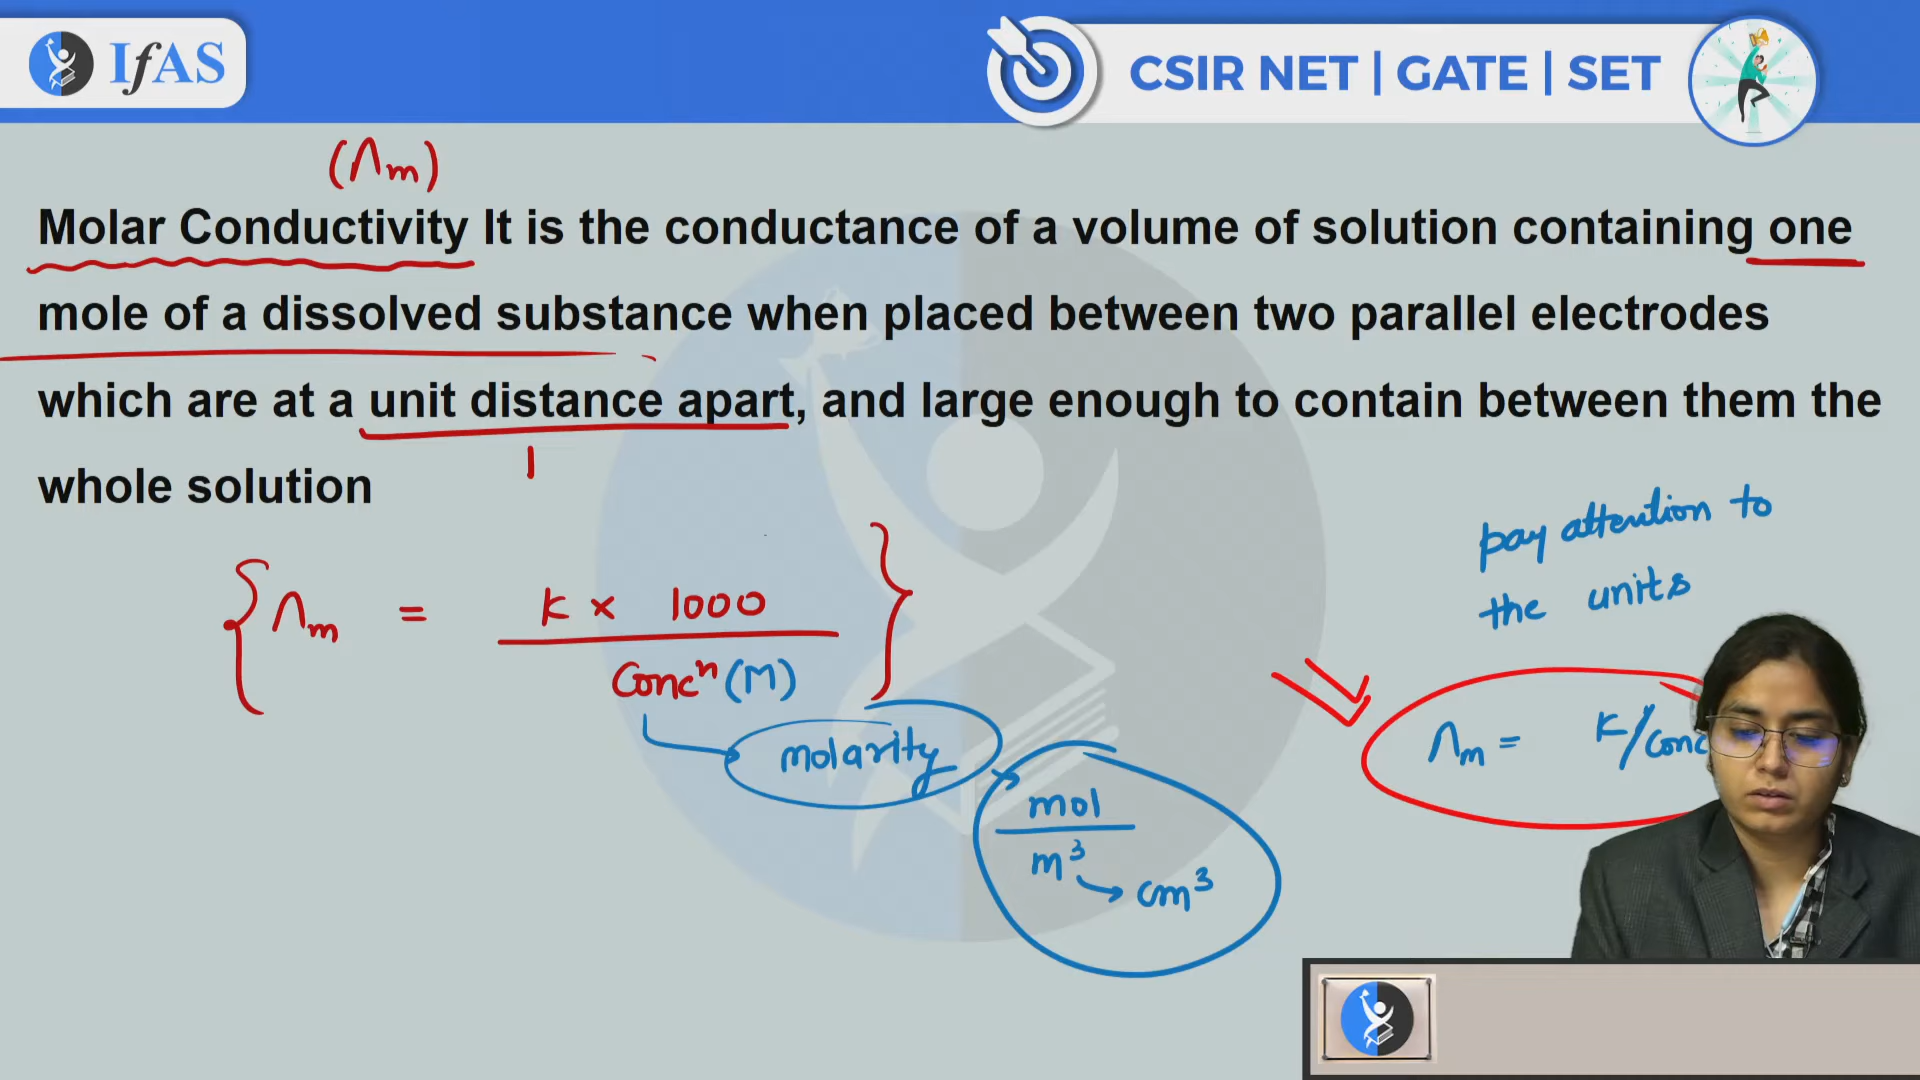 IfAS
CSIR NET | GATE | SET
(Λm)
Molar Conductivity It is the conductance of a volume of solution containing one
mole of a dissolved substance when placed between two parallel electrodes
which are at a unit distance apart, and large enough to contain between them the
whole solution
1
pay attention to
the units
Λm = K × 1000
Concⁿ (M)
molarity
Λm = K/Conc
mol
m³
cm³